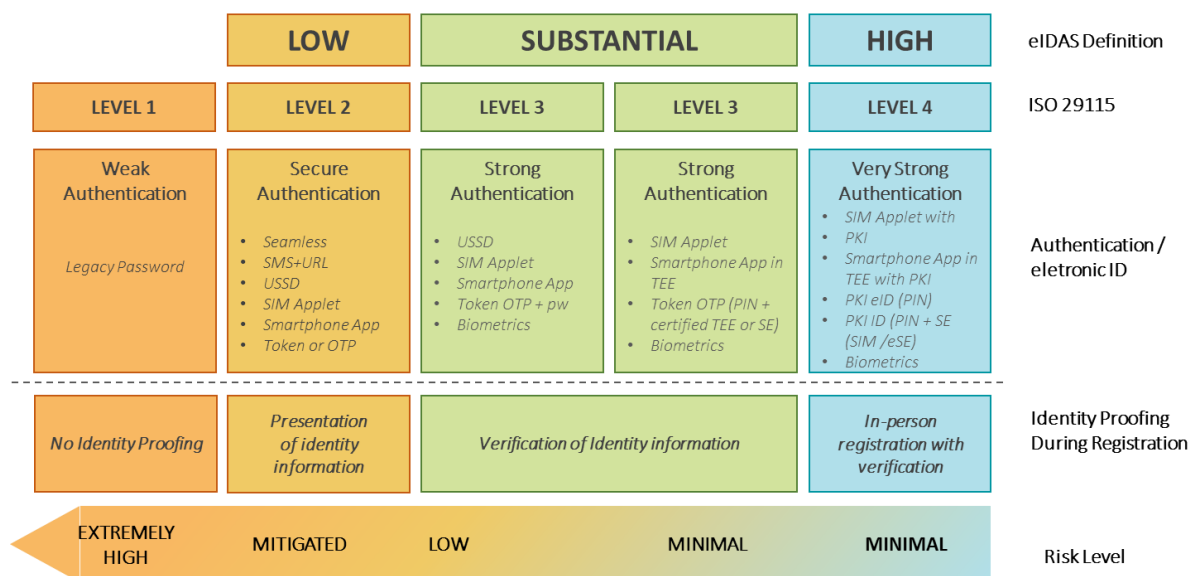 LOW
SUBSTANTIAL
HIGH
eIDAS Definition
LEVEL 1
LEVEL 2
LEVEL 3
LEVEL 3
LEVEL 4
ISO 29115
Weak
Authentication
Legacy Password
Secure
Authentication
• Seamless
• SMS+URL
• USSD
• SIM Applet
• Smartphone App
• Token or OTP
Strong
Authentication
• USSD
• SIM Applet
• Smartphone App
• Token OTP + pw
• Biometrics
Strong
Authentication
• SIM Applet
• Smartphone App in
TEE
• Token OTP (PIN +
certified TEE or SE)
• Biometrics
Very Strong
Authentication
• SIM Applet with
• PKI
• Smartphone App in
TEE with PKI
• PKI eID (PIN)
• PKI ID (PIN + SE
(SIM /eSE)
• Biometrics
Authentication /
eletronic ID
No Identity Proofing
Presentation
of identity
information
Verification of Identity information
In-person
registration with
verification
Identity Proofing
During Registration
EXTREMELY
HIGH
MITIGATED
LOW
MINIMAL
MINIMAL
Risk Level